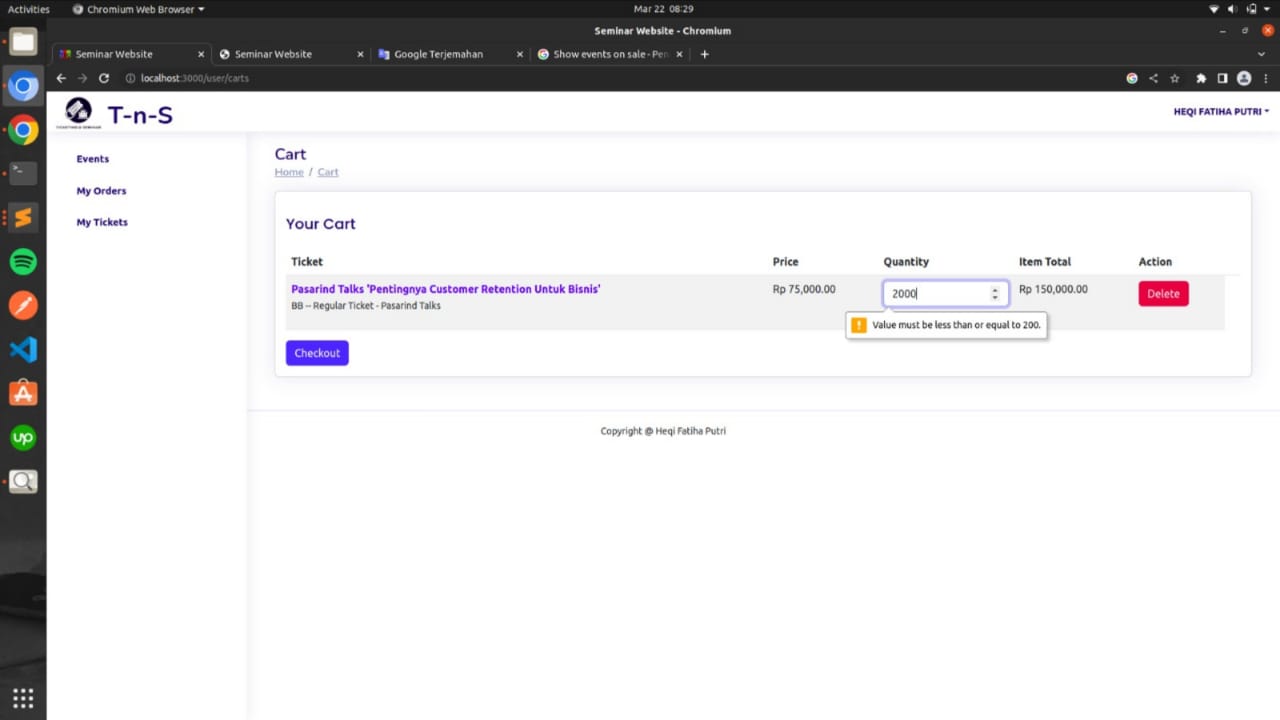 Activities
Chromium Web Browser
Mar 22 08:29
Seminar Website - Chromium
Seminar Website
Seminar Website
Google Terjemahan
Show events on sale - Pen
localhost:3000/user/carts
T-n-S
HEQI FATIHA PUTRI
Events
My Orders
My Tickets
Cart
Home / Cart
Your Cart
Ticket Price Quantity Item Total Action
Pasarind Talks 'Pentingnya Customer Retention Untuk Bisnis' Rp 75,000.00 2000 Rp 150,000.00 Delete
BB -- Regular Ticket - Pasarind Talks
Value must be less than or equal to 200.
Checkout
Copyright @ Heqi Fatiha Putri
up